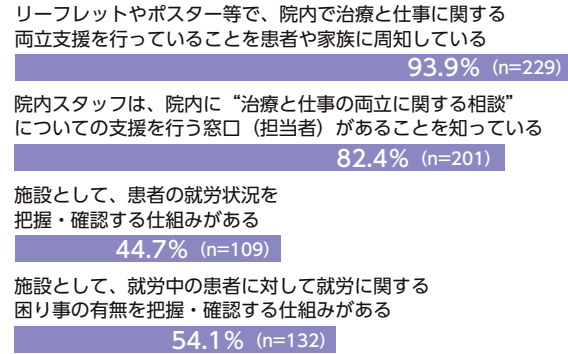 リーフレットやポスター等で、院内で治療と仕事に関する
両立支援を行っていることを患者や家族に周知している
93.9%（n=229）
院内スタッフは、院内に“治療と仕事の両立に関する相談”
についての支援を行う窓口（担当者）があることを知っている
82.4%（n=201）
施設として、患者の就労状況を
把握・確認する仕組みがある
44.7%（n=109）
施設として、就労中の患者に対して就労に関する
困り事の有無を把握・確認する仕組みがある
54.1%（n=132）